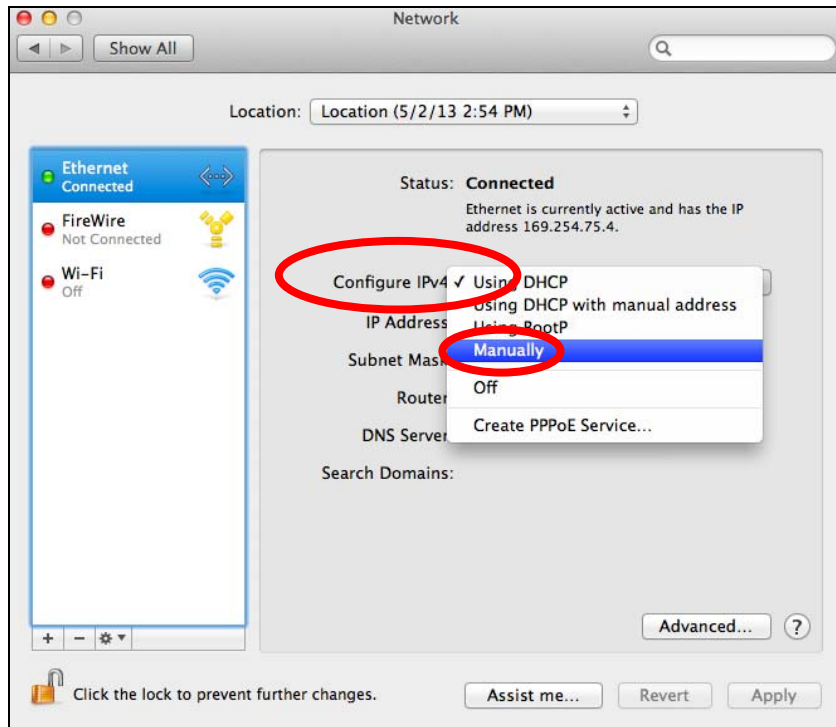 Network
Show All
Location: Location (5/2/13 2:54 PM)
Ethernet
Connected
FireWire
Not Connected
Wi-Fi
Off
Status: Connected
Ethernet is currently active and has the IP
address 169.254.75.4.
Configure IPv4 ✓ Using DHCP
Using DHCP with manual address
IP Address
Using BootP
Manually
Subnet Mask
Off
Router
Create PPPoE Service...
DNS Server
Search Domains:
Advanced... ?
+ −
Click the lock to prevent further changes.
Assist me... Revert Apply